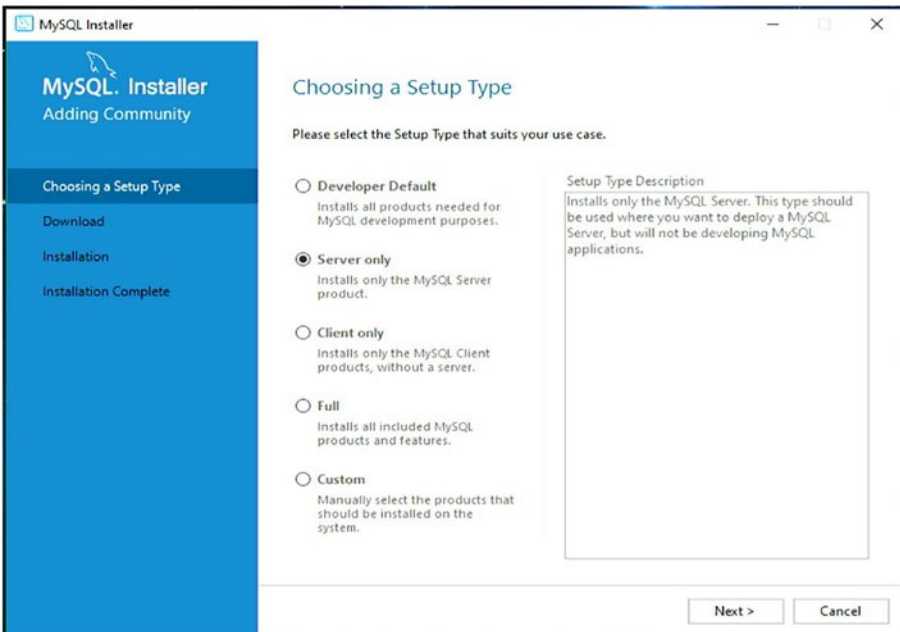 MySQL Installer
MySQL. Installer
Adding Community
Choosing a Setup Type
Download
Installation
Installation Complete
Choosing a Setup Type
Please select the Setup Type that suits your use case.
Developer Default
Installs all products needed for
MySQL development purposes.
Server only
Installs only the MySQL Server
product.
Client only
Installs only the MySQL Client
products, without a server.
Full
Installs all included MySQL
products and features.
Custom
Manually select the products that
should be installed on the
system.
Setup Type Description
Installs only the MySQL Server. This type should
be used where you want to deploy a MySQL
Server, but will not be developing MySQL
applications.
Next >
Cancel